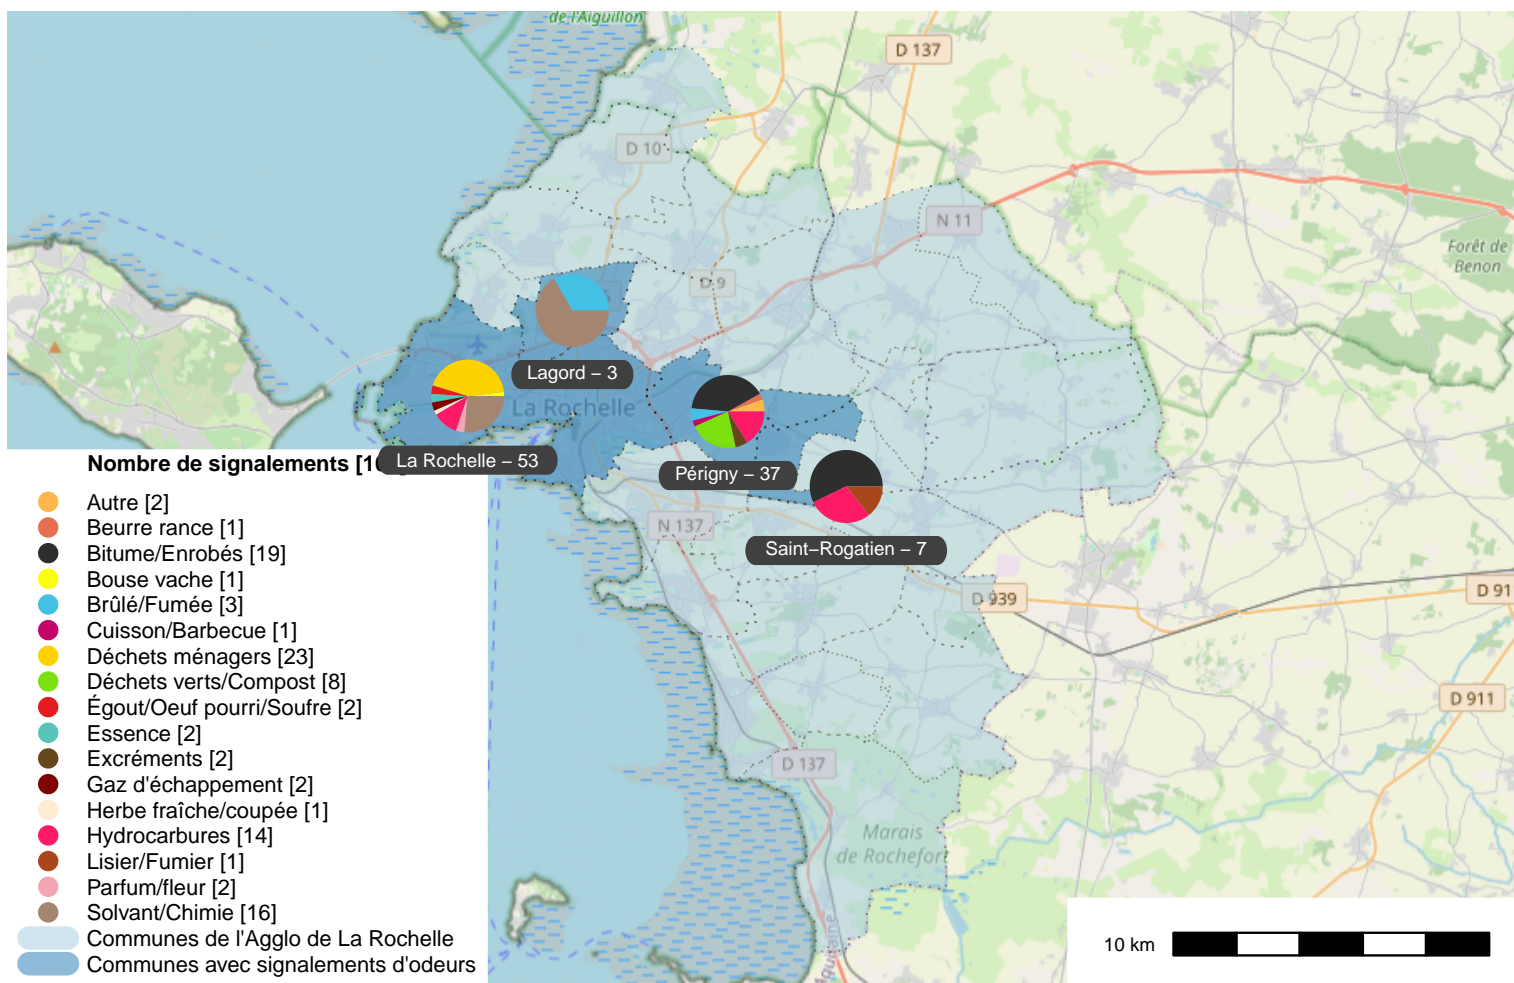 de l'Aiguillon
D 137
D 10
N 11
Forêt de
Benon
D 9
Lagord – 3
La Rochelle
La Rochelle – 53
Périgny – 37
N 137
Saint-Rogatien – 7
D 939
D 91
D 911
D 137
Marais
de Rochefort
Nombre de signalements
Autre [2]
Beurre rance [1]
Bitume/Enrobés [19]
Bouse vache [1]
Brûlé/Fumée [3]
Cuisson/Barbecue [1]
Déchets ménagers [23]
Déchets verts/Compost [8]
Égout/Oeuf pourri/Soufre [2]
Essence [2]
Excréments [2]
Gaz d'échappement [2]
Herbe fraîche/coupée [1]
Hydrocarbures [14]
Lisier/Fumier [1]
Parfum/fleur [2]
Solvant/Chimie [16]
Communes de l'Agglo de La Rochelle
Communes avec signalements d'odeurs
10 km